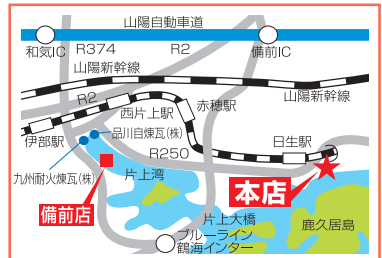 山陽自動車道
和気IC
R374
R2
備前IC
山陽新幹線
山陽新幹線
R2
西片上駅
赤穂駅
伊部駅
品川白煉瓦(株)
日生駅
R250
九州耐火煉瓦(株)
片上湾
本店
備前店
片上大橋
鹿久居島
ブルーライン
鶴海インター